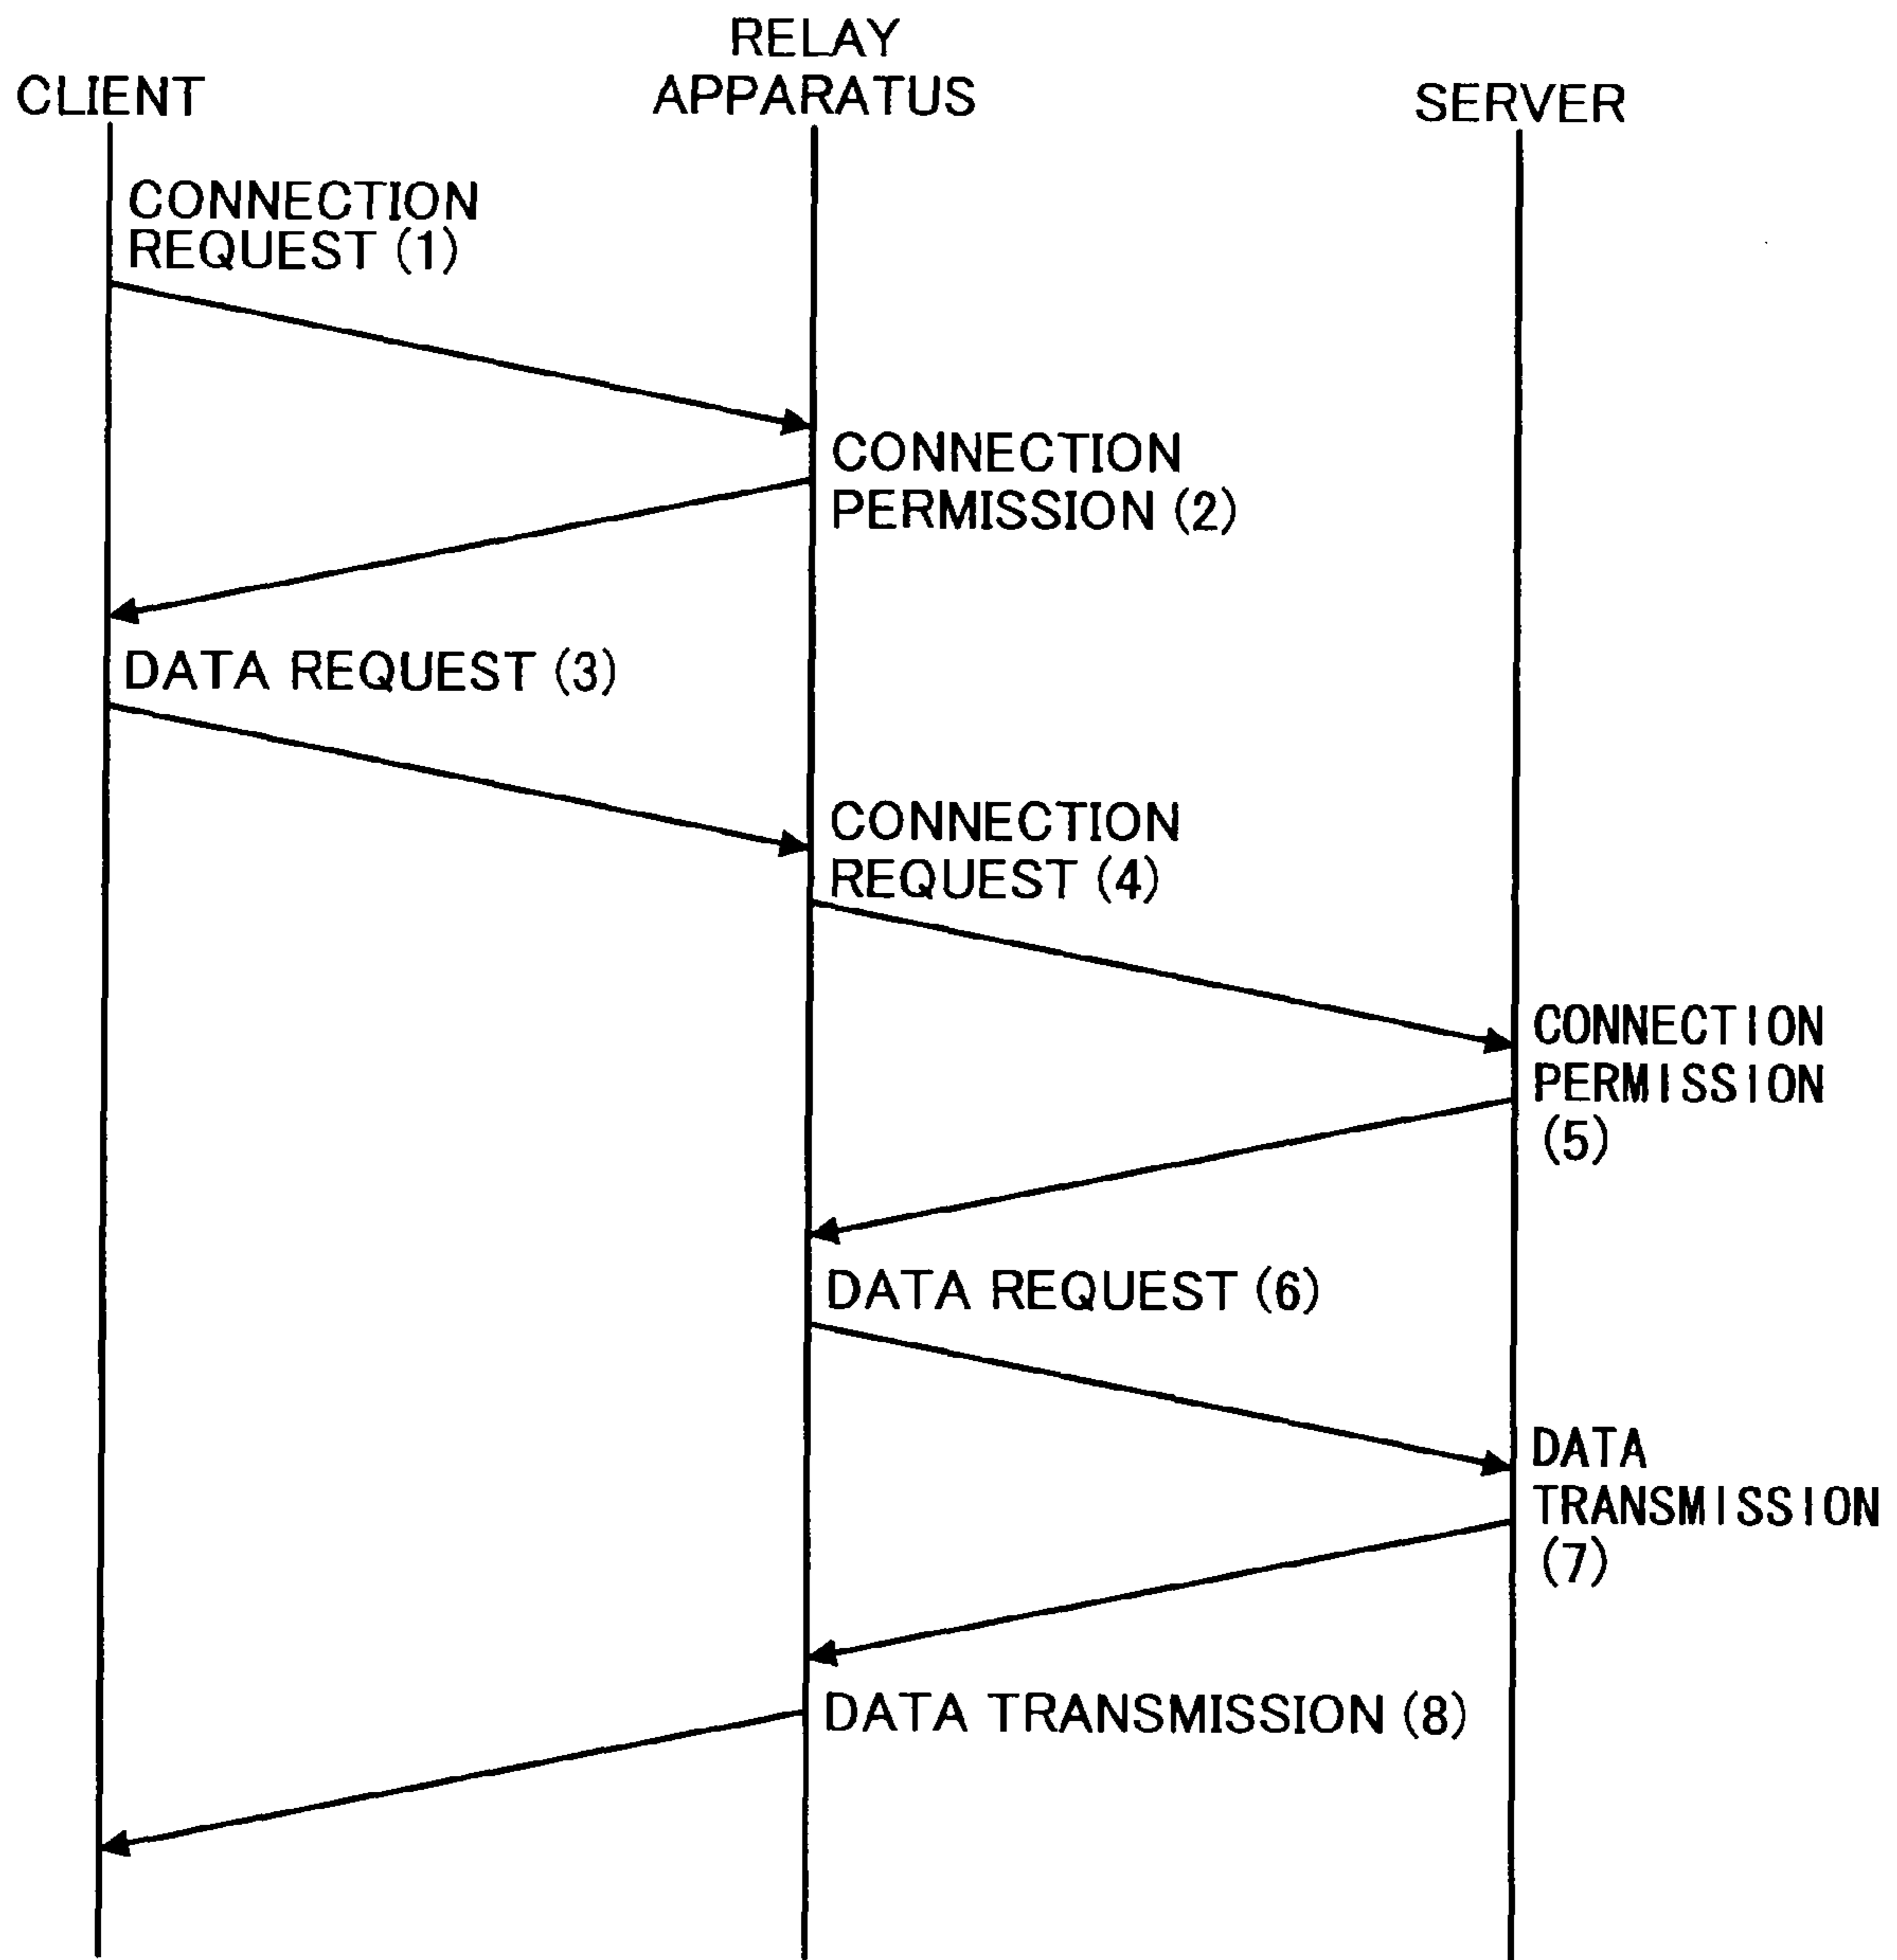 RELAY
APPARATUS
CLIENT
SERVER
CONNECTION
REQUEST (1)
CONNECTION
PERMISSION (2)
DATA REQUEST (3)
CONNECTION
REQUEST (4)
CONNECTION
PERMISSION
(5)
DATA REQUEST (6)
DATA
TRANSMISSION
(7)
DATA TRANSMISSION (8)